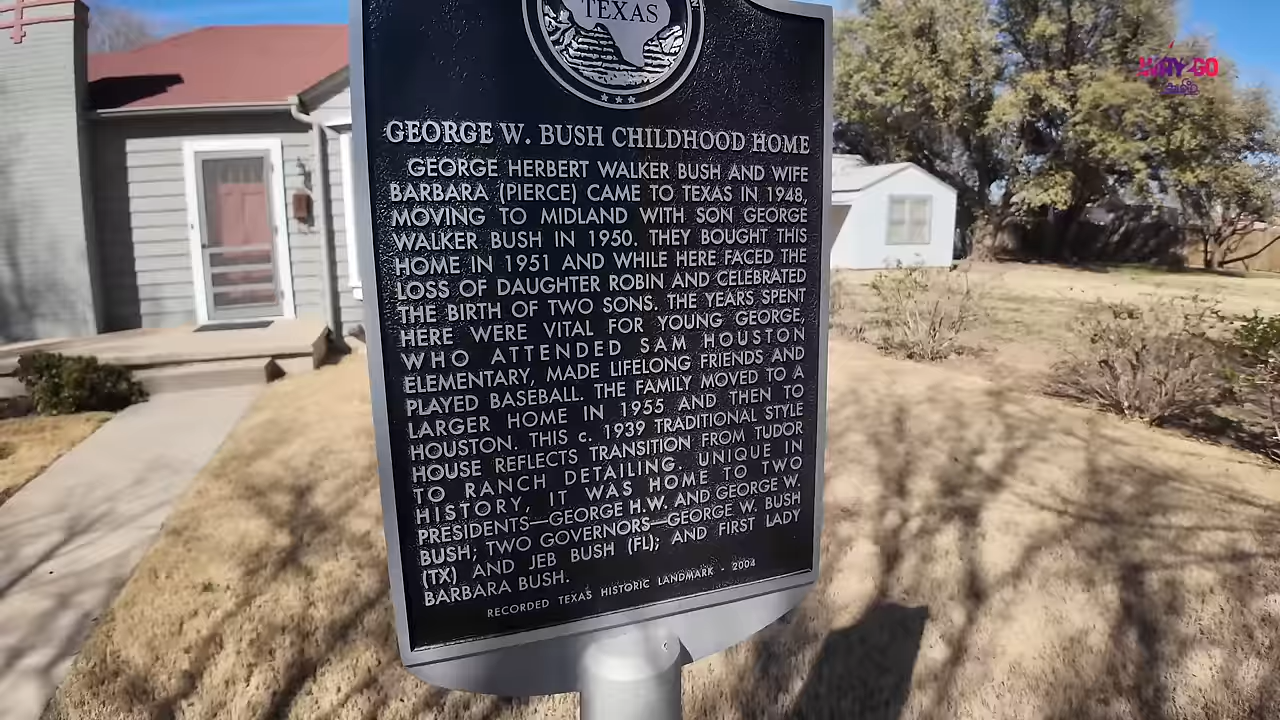 TEXAS
GEORGE W. BUSH CHILDHOOD HOME
GEORGE HERBERT WALKER BUSH AND WIFE
BARBARA (PIERCE) CAME TO TEXAS IN 1948,
MOVING TO MIDLAND WITH SON GEORGE
WALKER BUSH IN 1950. THEY BOUGHT THIS
HOME IN 1951 AND WHILE HERE FACED THE
LOSS OF DAUGHTER ROBIN AND CELEBRATED
THE BIRTH OF TWO SONS. THE YEARS SPENT
HERE WERE VITAL FOR YOUNG GEORGE,
WHO ATTENDED SAM HOUSTON
ELEMENTARY, MADE LIFELONG FRIENDS AND
PLAYED BASEBALL. THE FAMILY MOVED TO A
LARGER HOME IN 1955 AND THEN TO
HOUSTON. THIS c. 1939 TRADITIONAL STYLE
HOUSE REFLECTS TRANSITION FROM TUDOR
TO RANCH DETAILING. UNIQUE IN
HISTORY, IT WAS HOME TO TWO
PRESIDENTS—GEORGE H.W. AND GEORGE W.
BUSH; TWO GOVERNORS—GEORGE W. BUSH
(TX) AND JEB BUSH (FL); AND FIRST LADY
BARBARA BUSH.
RECORDED TEXAS HISTORIC LANDMARK - 2004